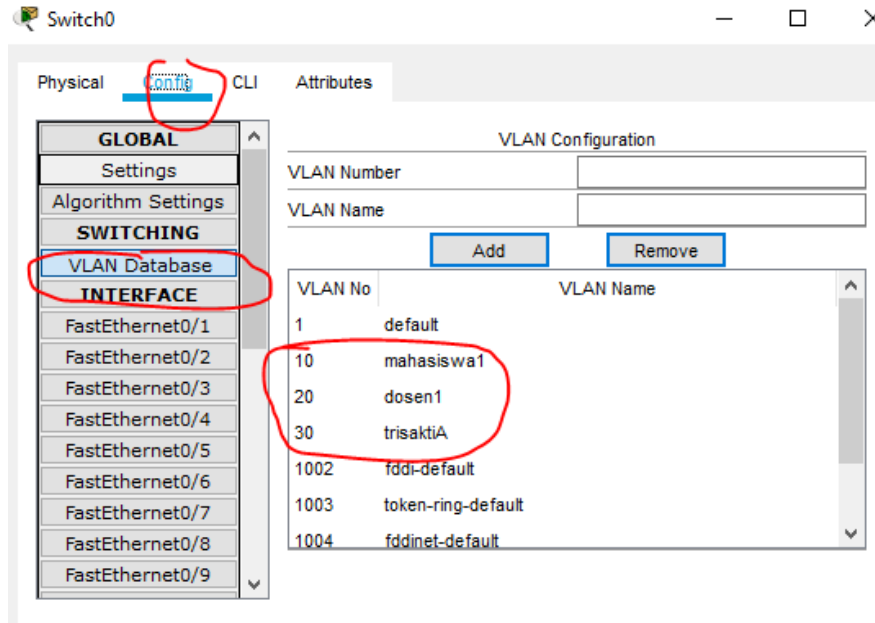 Switch0
Physical Config CLI Attributes
GLOBAL
Settings
Algorithm Settings
SWITCHING
VLAN Database
INTERFACE
FastEthernet0/1
FastEthernet0/2
FastEthernet0/3
FastEthernet0/4
FastEthernet0/5
FastEthernet0/6
FastEthernet0/7
FastEthernet0/8
FastEthernet0/9
VLAN Configuration
VLAN Number
VLAN Name
Add Remove
VLAN No VLAN Name
1 default
10 mahasiswa1
20 dosen1
30 trisaktiA
1002 fddi-default
1003 token-ring-default
1004 fddinet-default